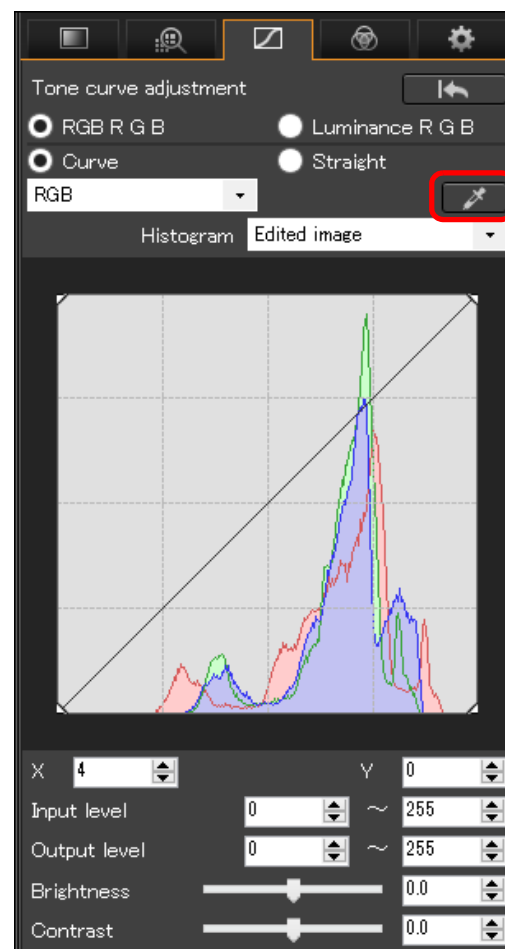 Tone curve adjustment
RGB R G B Luminance R G B
Curve Straight
RGB
Histogram Edited image
X 4 Y 0
Input level 0 ～ 255
Output level 0 ～ 255
Brightness 0.0
Contrast 0.0